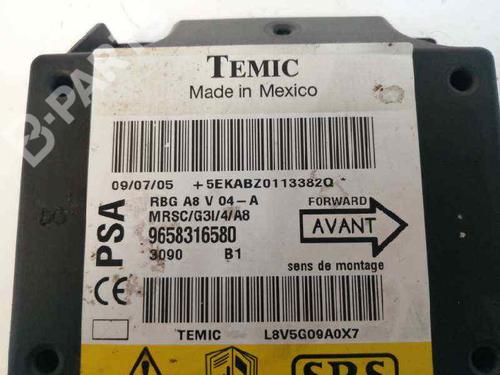 TEMIC
Made in Mexico
09/07/05 +5EKABZ0113382Q
PSA
RBG A8 V 04-A
MRSC/G3I/4/A8
9658316580
3090 B1
FORWARD
AVANT
sens de montage
CE
TEMIC L8V5G09A0X7
SRS
B-PARTS